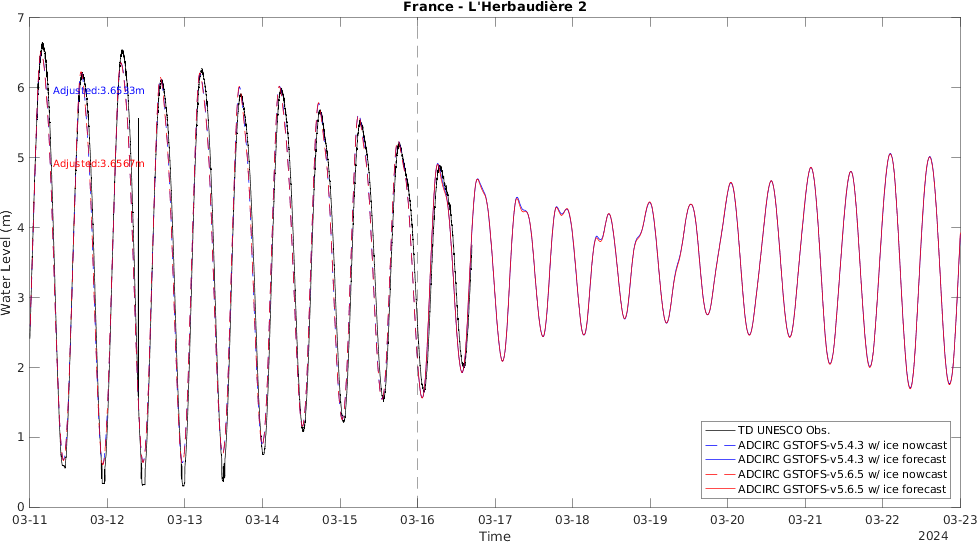 France - L'Herbaudière 2
7
6
5
4
3
2
1
0
Water Level (m)
Adjusted:3.6533m
Adjusted:3.6567m
TD UNESCO Obs.
ADCIRC GSTOFS-v5.4.3 w/ ice nowcast
ADCIRC GSTOFS-v5.4.3 w/ ice forecast
ADCIRC GSTOFS-v5.6.5 w/ ice nowcast
ADCIRC GSTOFS-v5.6.5 w/ ice forecast
03-11 03-12 03-13 03-14 03-15 03-16 03-17 03-18 03-19 03-20 03-21 03-22 03-23
Time
2024